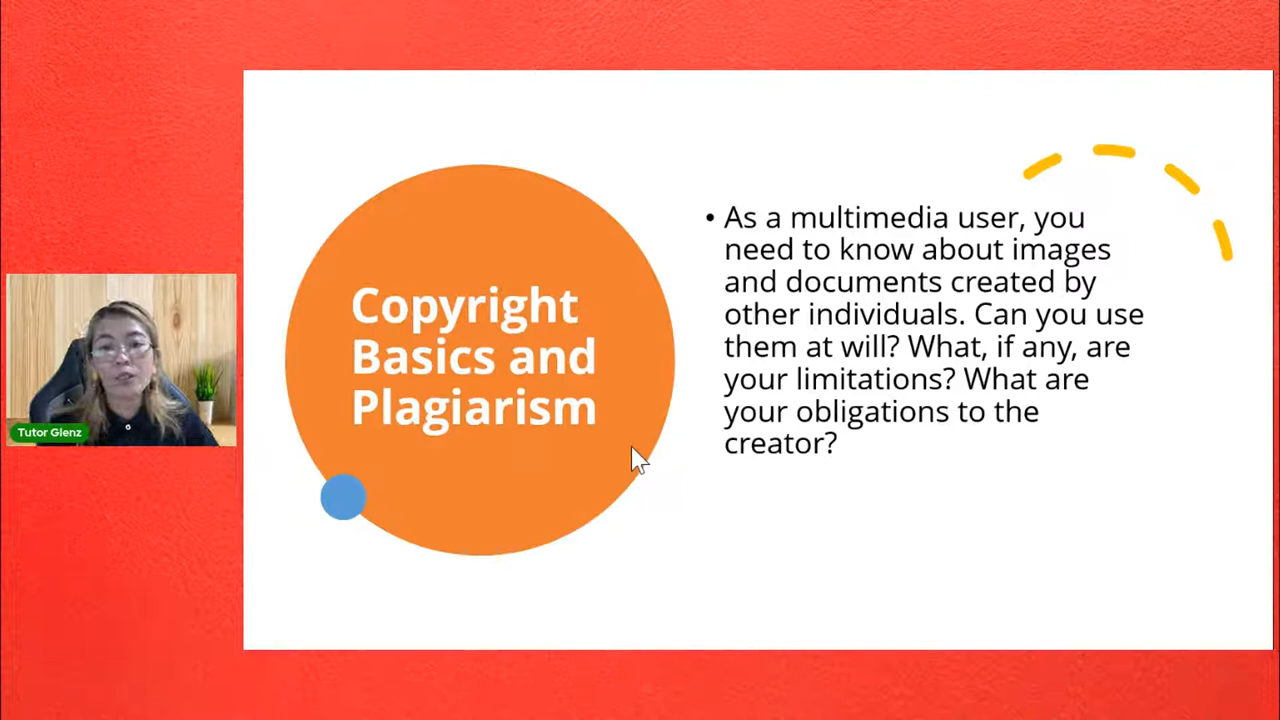 Copyright
Basics and
Plagiarism
• As a multimedia user, you
need to know about images
and documents created by
other individuals. Can you use
them at will? What, if any, are
your limitations? What are
your obligations to the
creator?
Tutor Glenz